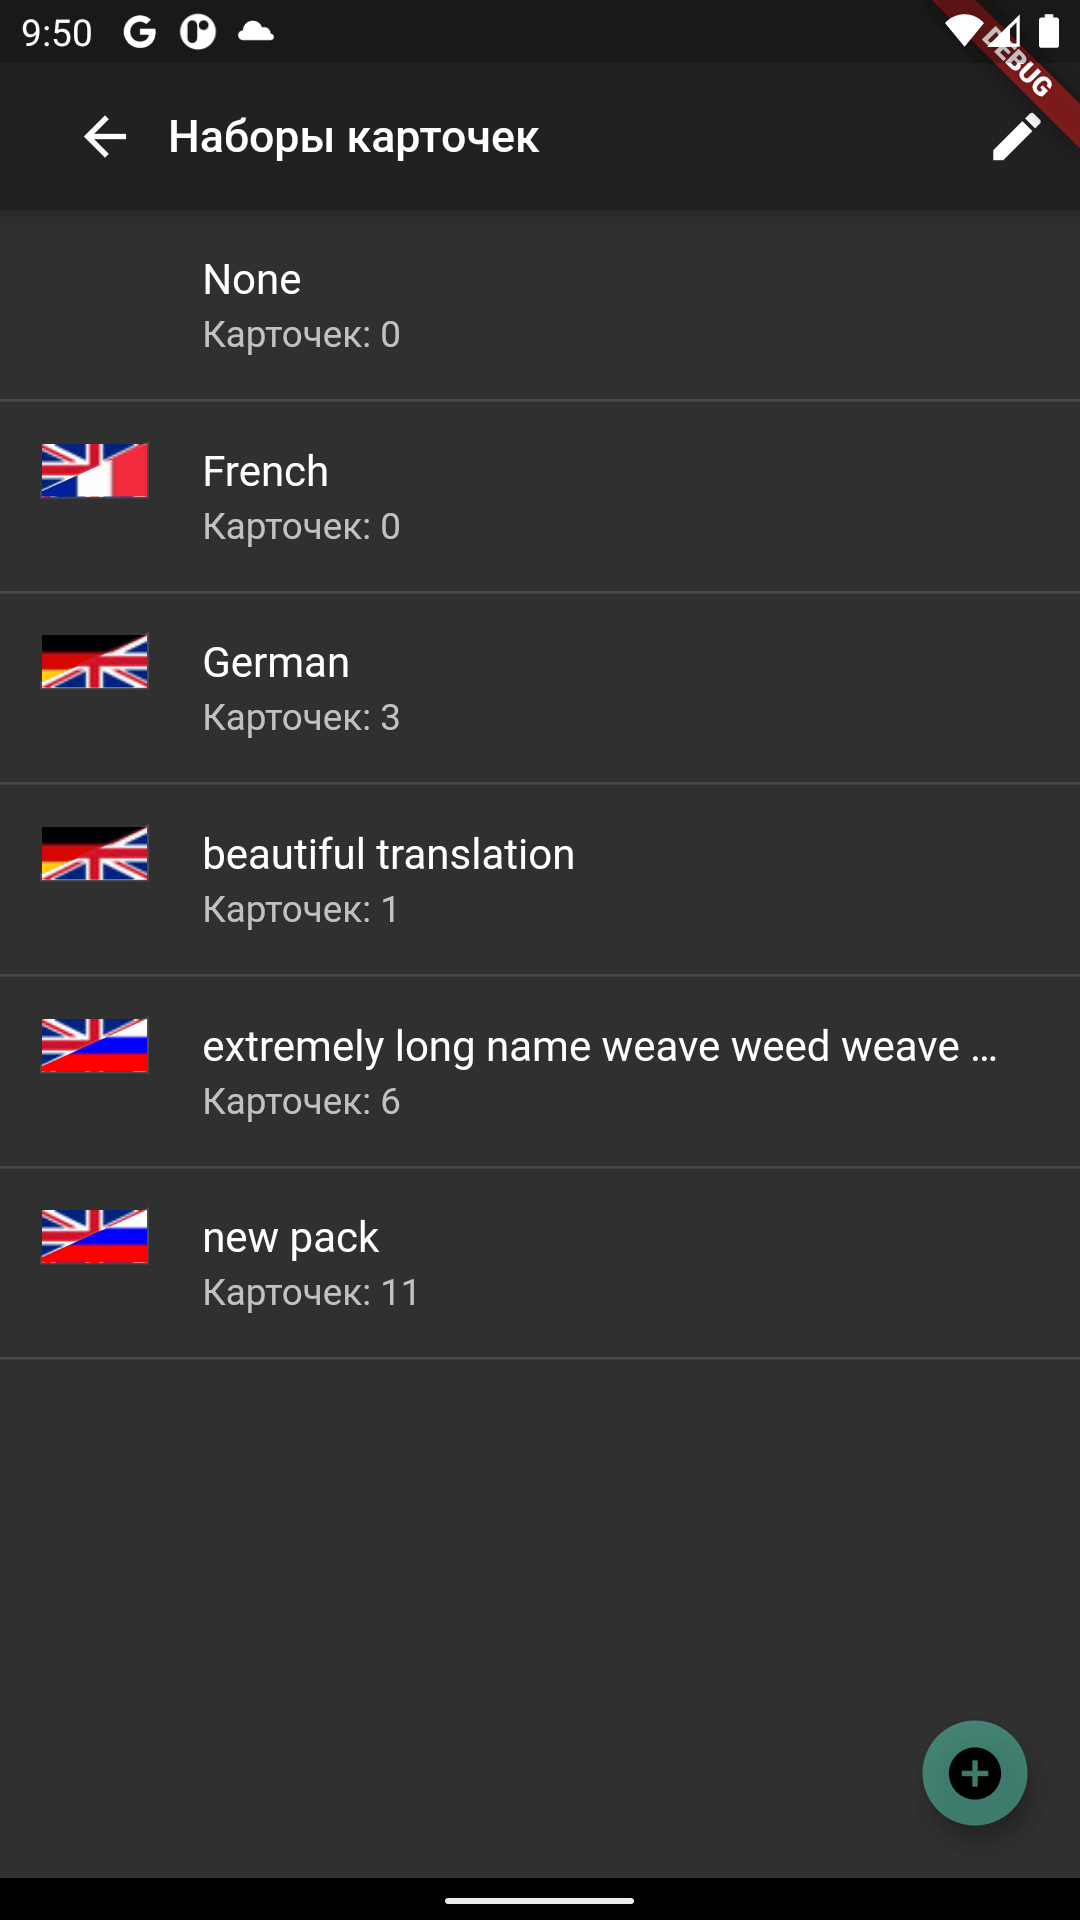 9:50
DEBUG
Наборы карточек
None
Карточек: 0
French
Карточек: 0
German
Карточек: 3
beautiful translation
Карточек: 1
extremely long name weave weed weave ...
Карточек: 6
new pack
Карточек: 11